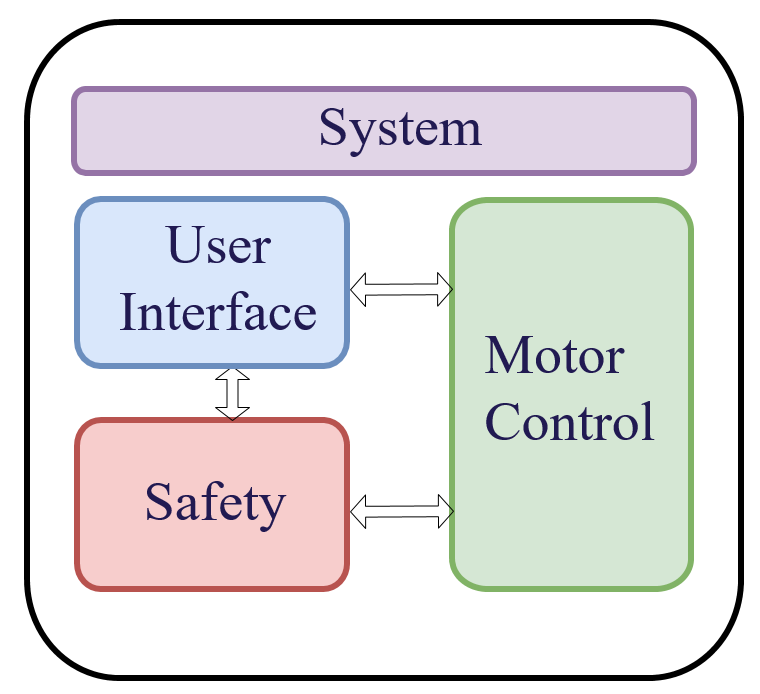 System
User
Interface
Motor
Control
Safety